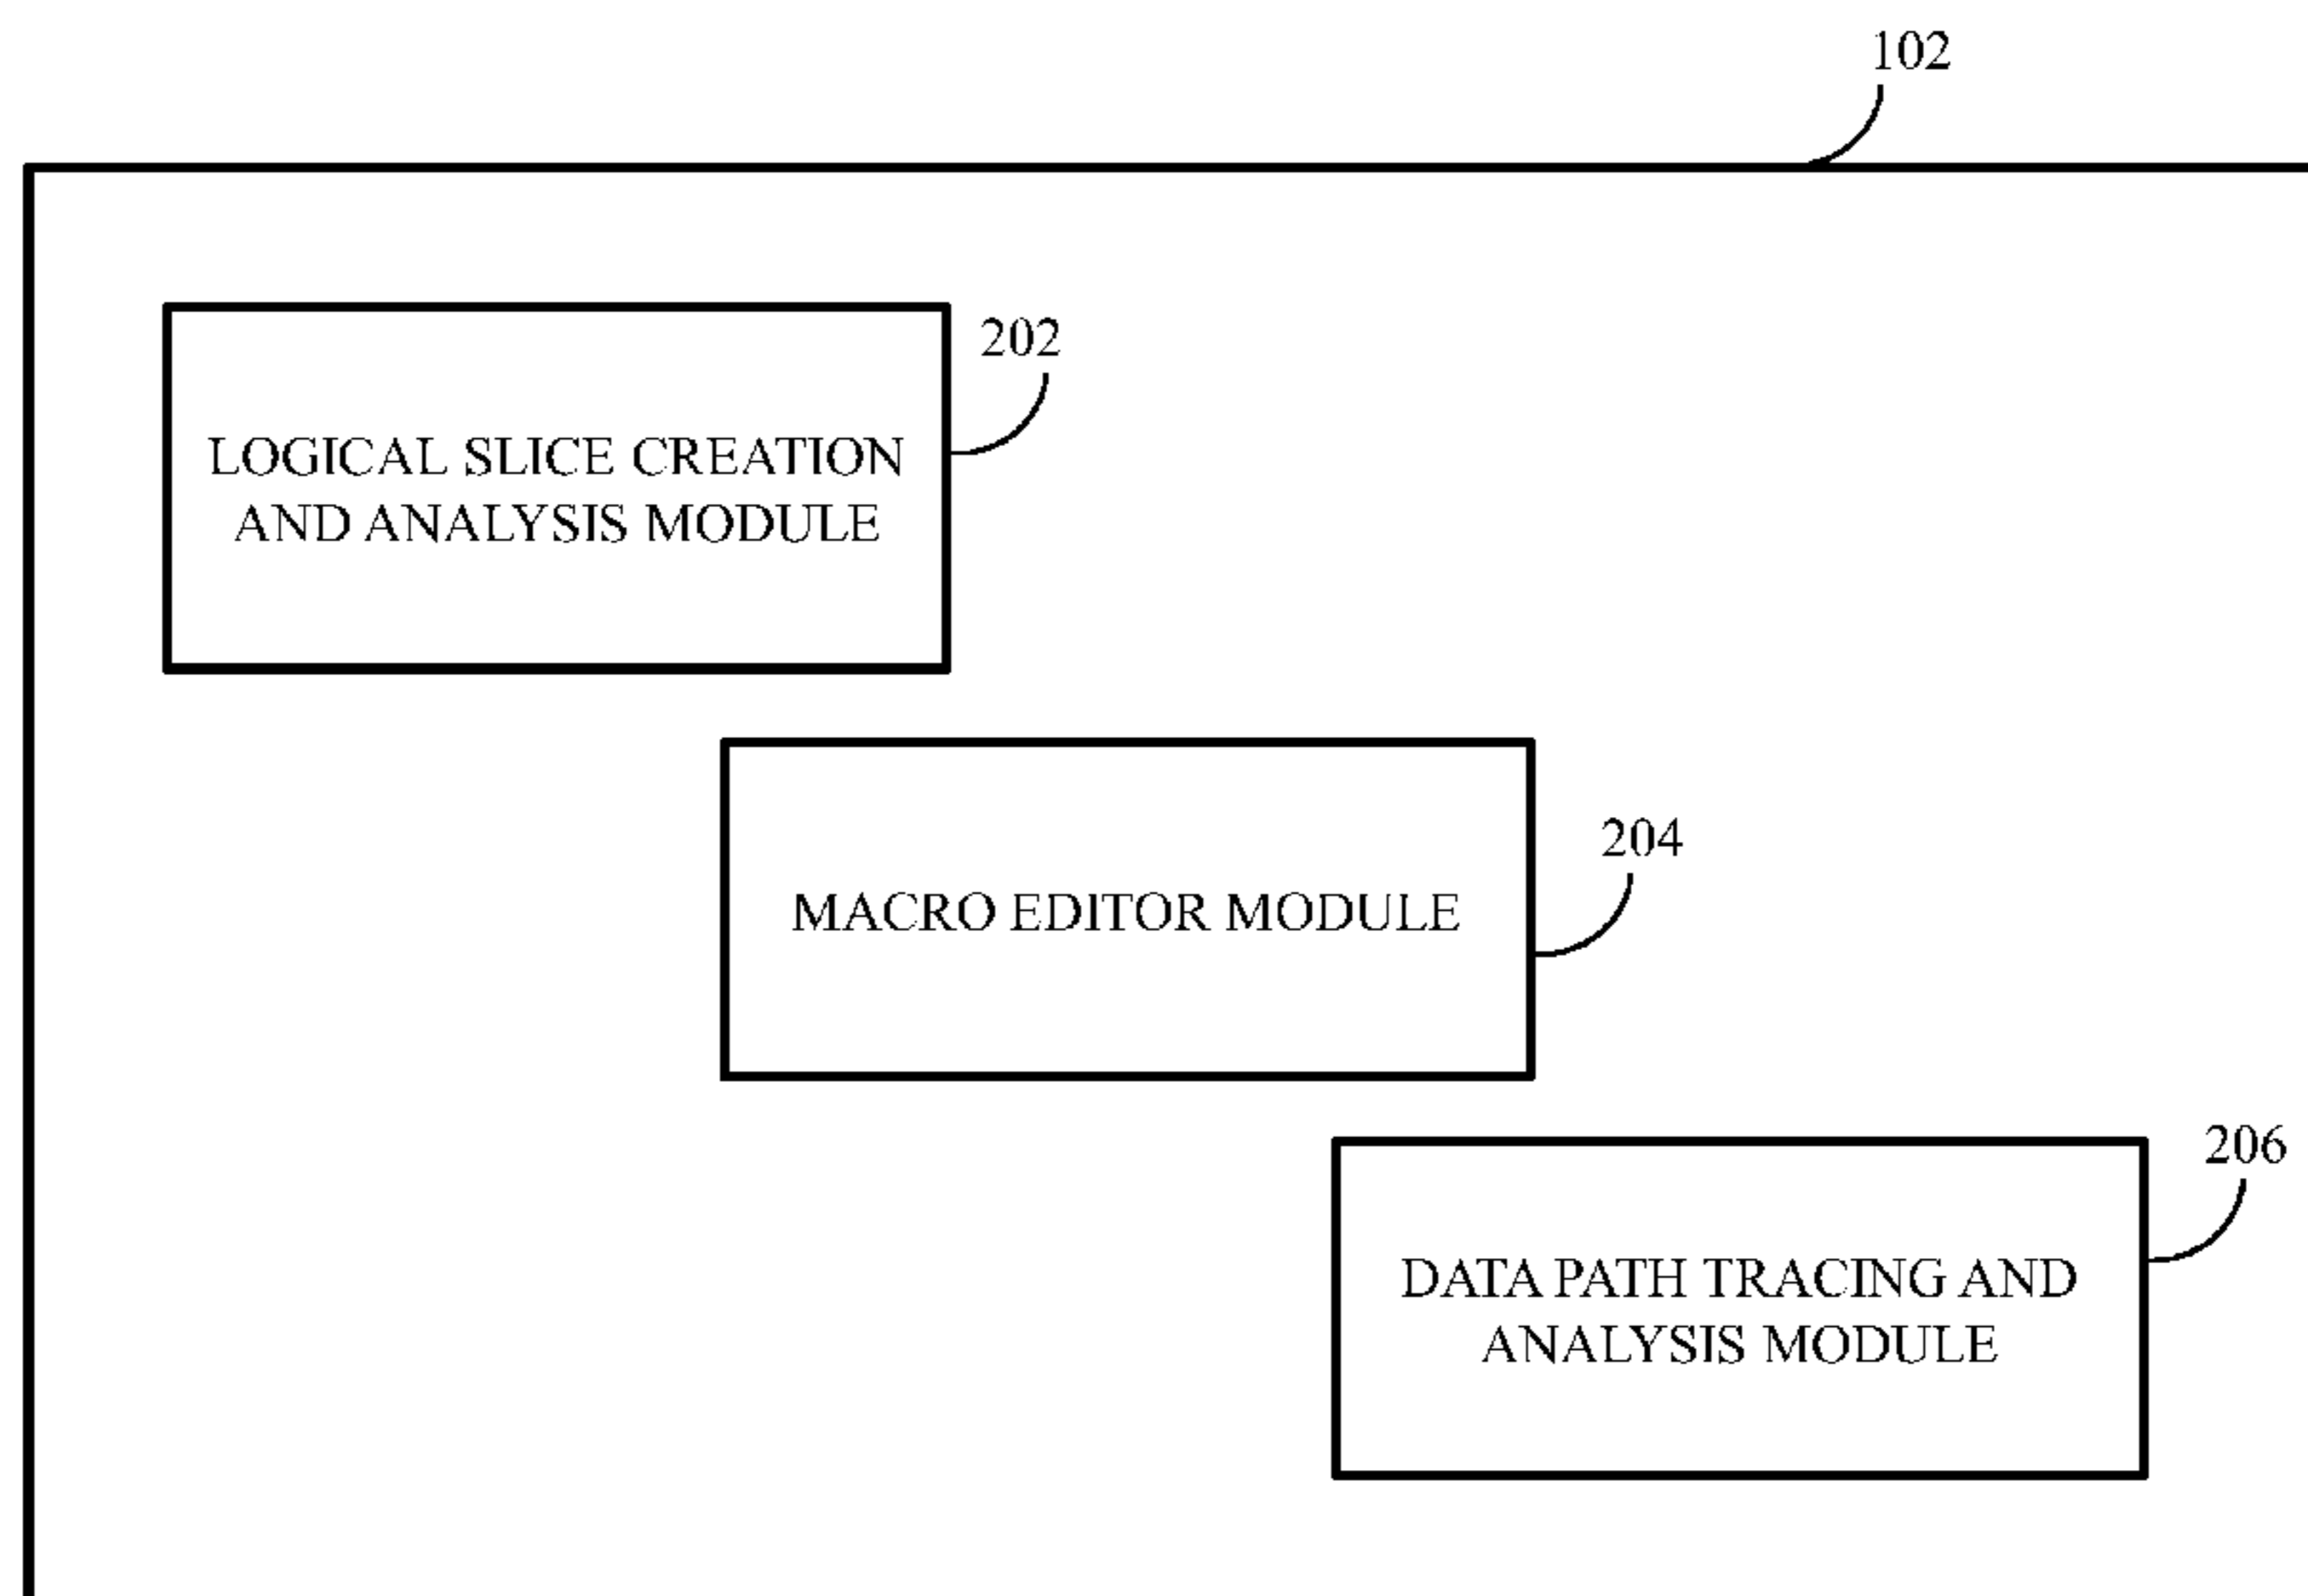 102
202
LOGICAL SLICE CREATION
AND ANALYSIS MODULE
204
MACRO EDITOR MODULE
206
DATA PATH TRACING AND
ANALYSIS MODULE